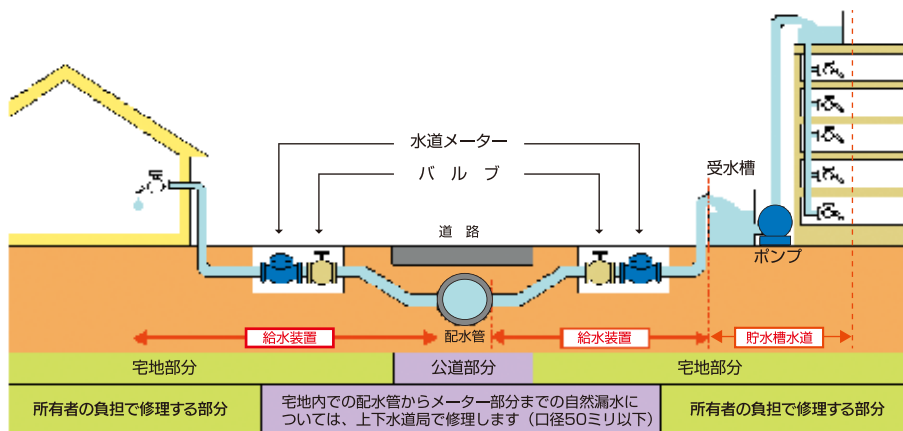 水道メーター
バルブ
受水槽
道路
ポンプ
配水管
給水装置
給水装置
貯水槽水道
宅地部分
公道部分
宅地部分
所有者の負担で修理する部分
宅地内での配水管からメーター部分までの自然漏水に
ついては、上下水道局で修理します（口径50ミリ以下）
所有者の負担で修理する部分